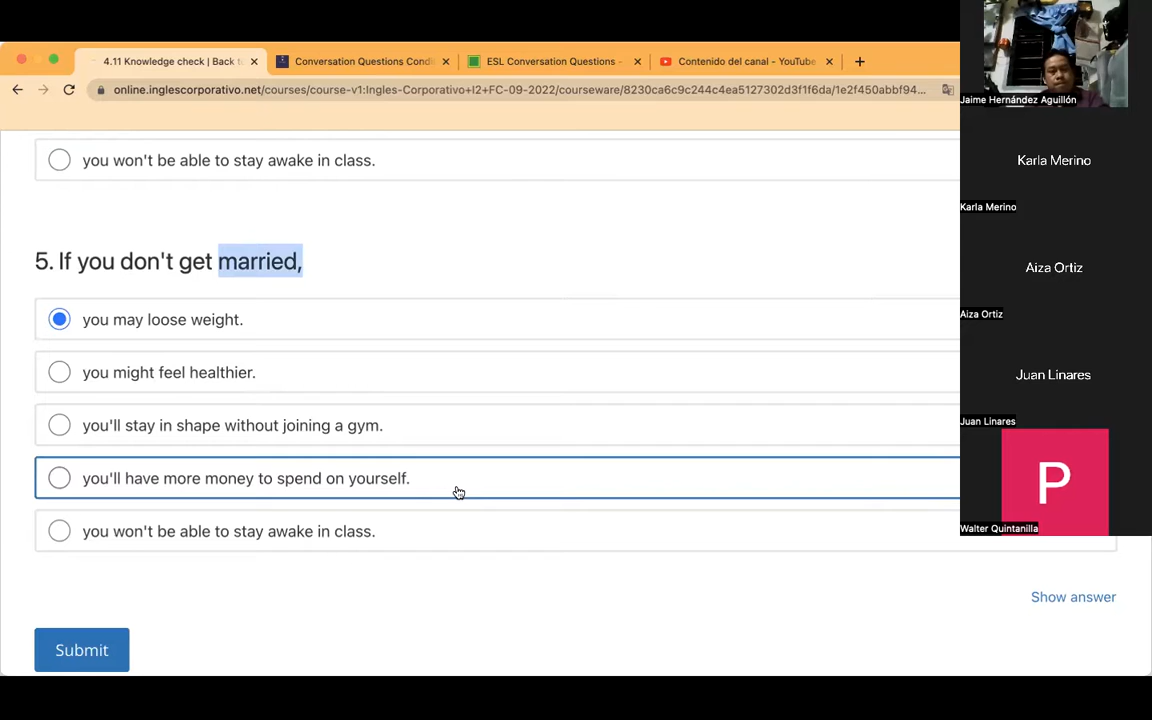 4.11 Knowledge check | Back t
Conversation Questions Condi
ESL Conversation Questions -
Contenido del canal - YouTube
online.inglescorporativo.net/courses/course-v1:Ingles-Corporativo+I2+FC-09-2022/courseware/8230ca6c9c244c4ea5127302d3f1f6da/1e2f450abbf94...
you won't be able to stay awake in class.
5. If you don't get married,
you may loose weight.
you might feel healthier.
you'll stay in shape without joining a gym.
you'll have more money to spend on yourself.
you won't be able to stay awake in class.
Show answer
Submit
Jaime Hernández Aguillón
Karla Merino
Karla Merino
Aiza Ortiz
Aiza Ortiz
Juan Linares
Juan Linares
P
Walter Quintanilla